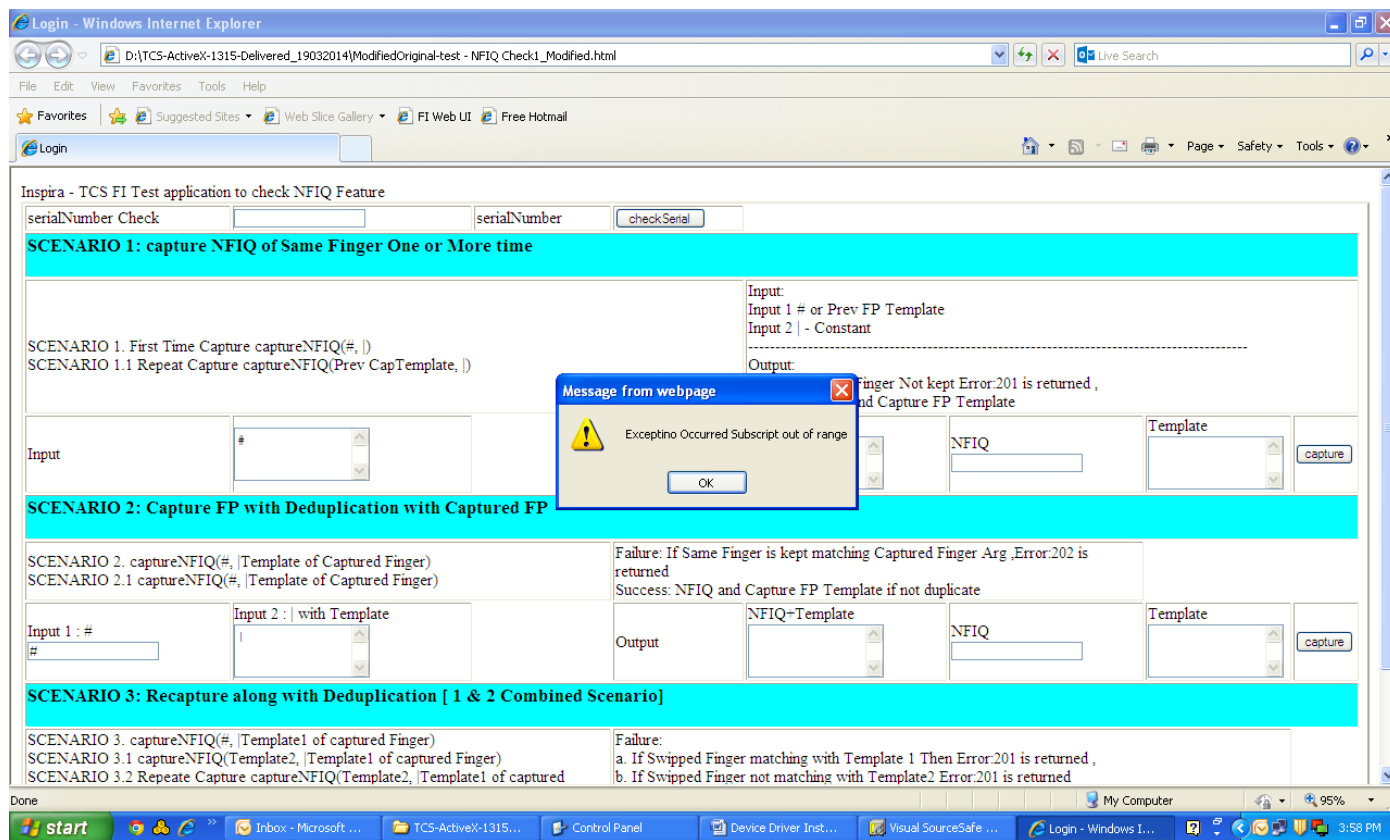 Login - Windows Internet Explorer
D:\TCS-ActiveX-1315-Delivered_19032014\ModifiedOriginal-test - NFIQ Check1_Modified.html
Live Search
File Edit View Favorites Tools Help
Favorites Suggested Sites Web Slice Gallery FI Web UI Free Hotmail
Login
Page Safety Tools
Inspira - TCS FI Test application to check NFIQ Feature
serialNumber Check serialNumber checkSerial
SCENARIO 1: capture NFIQ of Same Finger One or More time
SCENARIO 1. First Time Capture captureNFIQ(#, |)
SCENARIO 1.1 Repeat Capture captureNFIQ(Prev CapTemplate, |)
Input:
Input 1 # or Prev FP Template
Input 2 | - Constant
--------------------------------------------------------------------------------------------
Output:
Finger Not kept Error:201 is returned ,
nd Capture FP Template
Message from webpage
Exceptino Occurred Subscript out of range
OK
Input
#
NFIQ
Template
capture
SCENARIO 2: Capture FP with Deduplication with Captured FP
SCENARIO 2. captureNFIQ(#, |Template of Captured Finger)
SCENARIO 2.1 captureNFIQ(#, |Template of Captured Finger)
Failure: If Same Finger is kept matching Captured Finger Arg ,Error:202 is
returned
Success: NFIQ and Capture FP Template if not duplicate
Input 1 : #
#
Input 2 : | with Template
|
Output
NFIQ+Template
NFIQ
Template
capture
SCENARIO 3: Recapture along with Deduplication [ 1 & 2 Combined Scenario]
SCENARIO 3. captureNFIQ(#, |Template1 of captured Finger)
SCENARIO 3.1 captureNFIQ(Template2, |Template1 of captured Finger)
SCENARIO 3.2 Repeate Capture captureNFIQ(Template2, |Template1 of captured
Failure:
a. If Swipped Finger matching with Template 1 Then Error:201 is returned ,
b. If Swipped Finger not matching with Template2 Error:201 is returned
Done
My Computer
95%
start
Inbox - Microsoft ...
TCS-ActiveX-1315...
Control Panel
Device Driver Inst...
Visual SourceSafe ...
Login - Windows I...
3:58 PM